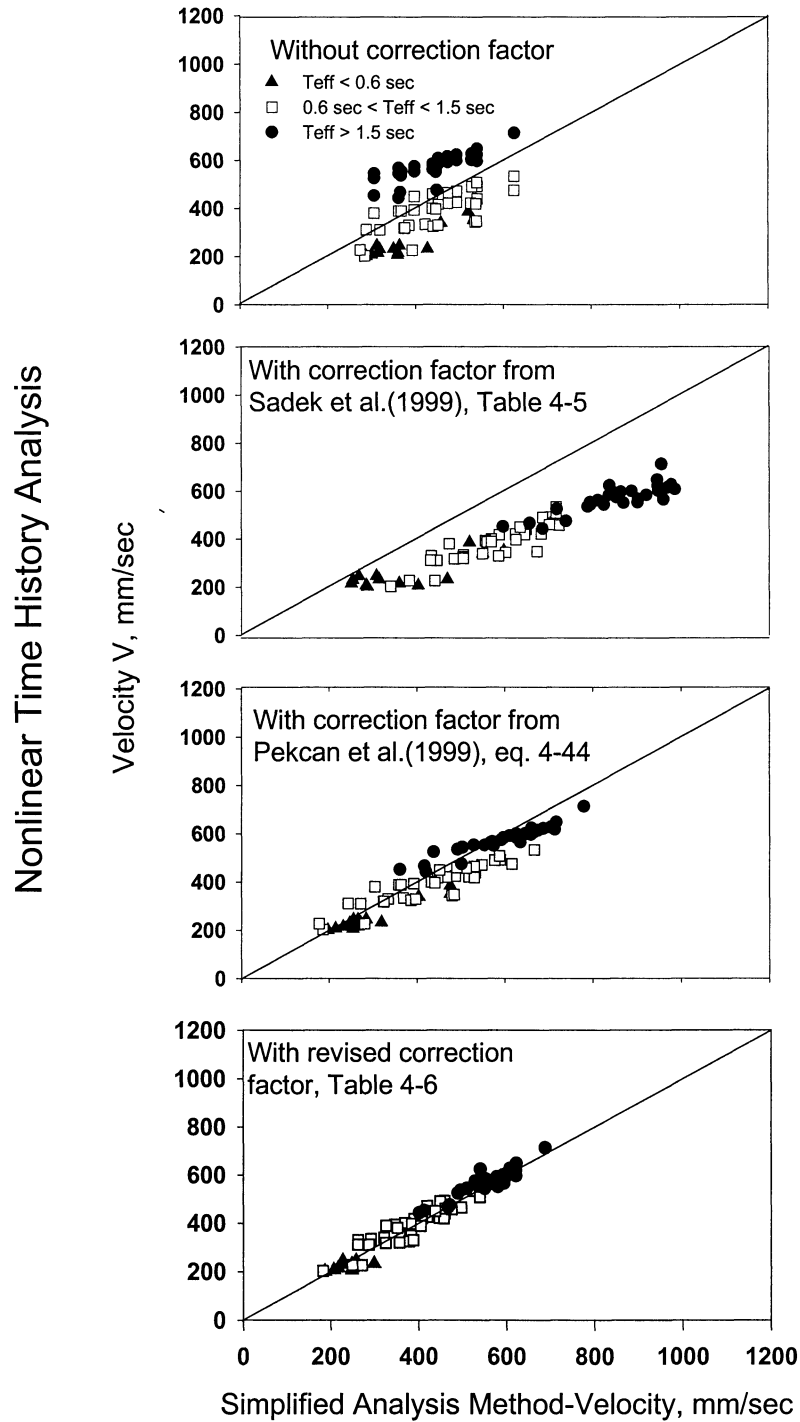 Nonlinear Time History Analysis
Velocity V, mm/sec
1200
1000
800
600
400
200
0
Without correction factor
Teff < 0.6 sec
0.6 sec < Teff < 1.5 sec
Teff > 1.5 sec
1200
1000
800
600
400
200
0
With correction factor from
Sadek et al.(1999), Table 4-5
1200
1000
800
600
400
200
0
With correction factor from
Pekcan et al.(1999), eq. 4-44
1200
1000
800
600
400
200
0
With revised correction
factor, Table 4-6
0 200 400 600 800 1000 1200
Simplified Analysis Method-Velocity, mm/sec